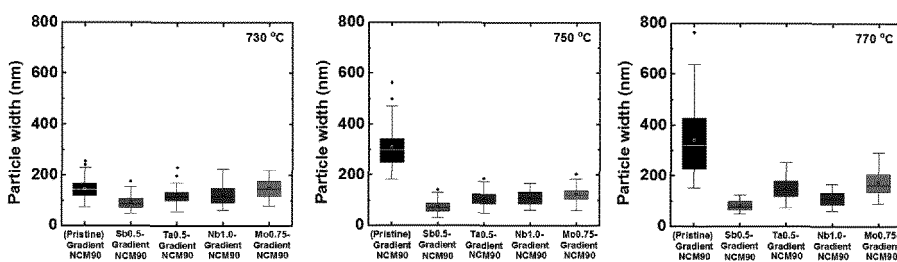 800
600
400
200
0
Particle width (nm)
730 °C
(Pristine) Sb0.5- Ta0.5- Nb1.0- Mo0.75-
Gradient Gradient Gradient Gradient Gradient
NCM90 NCM90 NCM90 NCM90 NCM90
800
600
400
200
0
Particle width (nm)
750 °C
(Pristine) Sb0.5- Ta0.5- Nb1.0- Mo0.75-
Gradient Gradient Gradient Gradient Gradient
NCM90 NCM90 NCM90 NCM90 NCM90
800
600
400
200
0
Particle width (nm)
770 °C
(Pristine) Sb0.5- Ta0.5- Nb1.0- Mo0.75-
Gradient Gradient Gradient Gradient Gradient
NCM90 NCM90 NCM90 NCM90 NCM90